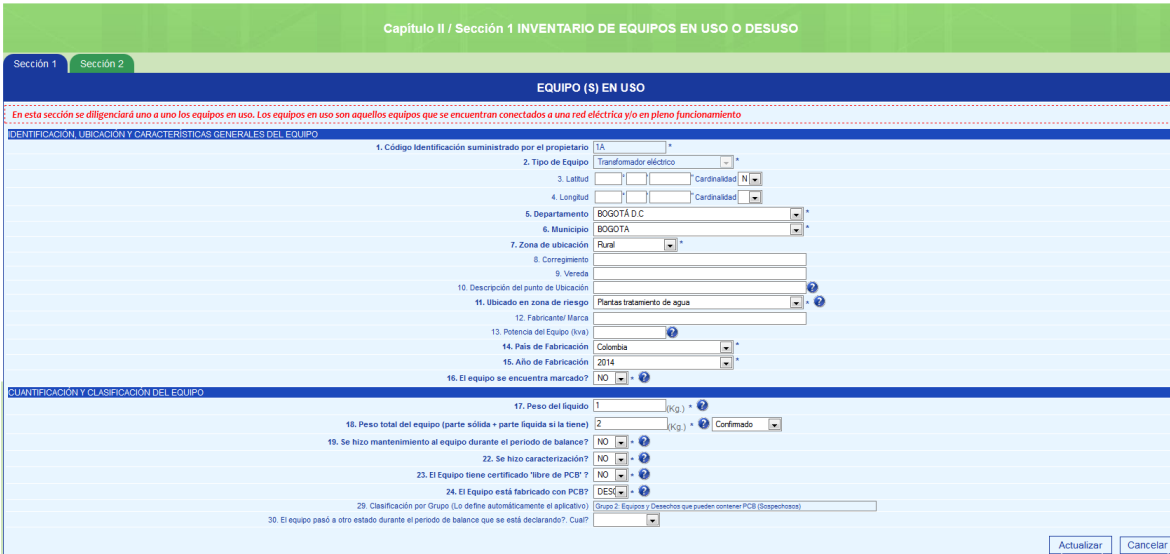 Capítulo II / Sección 1 INVENTARIO DE EQUIPOS EN USO O DESUSO
Sección 1 Sección 2
EQUIPO (S) EN USO
En esta sección se diligenciará uno a uno los equipos en uso. Los equipos en uso son aquellos equipos que se encuentran conectados a una red eléctrica y/o en pleno funcionamiento
IDENTIFICACIÓN, UBICACIÓN Y CARACTERÍSTICAS GENERALES DEL EQUIPO
1. Código Identificación suministrado por el propietario 1A *
2. Tipo de Equipo Transformador eléctrico *
3. Latitud ° ' " Cardinalidad N
4. Longitud ° ' " Cardinalidad
5. Departamento BOGOTÁ D.C *
6. Municipio BOGOTA *
7. Zona de ubicación Rural *
8. Corregimiento
9. Vereda
10. Descripción del punto de Ubicación ?
11. Ubicado en zona de riesgo Plantas tratamiento de agua * ?
12. Fabricante/ Marca
13. Potencia del Equipo (kva) ?
14. País de Fabricación Colombia *
15. Año de Fabricación 2014 *
16. El equipo se encuentra marcado? NO * ?
CUANTIFICACIÓN Y CLASIFICACIÓN DEL EQUIPO
17. Peso del líquido 1 (Kg.) * ?
18. Peso total del equipo (parte sólida + parte líquida si la tiene) 2 (Kg.) * ? Confirmado
19. Se hizo mantenimiento al equipo durante el periodo de balance? NO * ?
22. Se hizo caracterización? NO * ?
23. El Equipo tiene certificado 'libre de PCB' ? NO * ?
24. El Equipo está fabricado con PCB? DESC * ?
29. Clasificación por Grupo (Lo define automáticamente el aplicativo) Grupo 2: Equipos y Desechos que pueden contener PCB (Sospechosos)
30. El equipo pasó a otro estado durante el periodo de balance que se está declarando?. Cual?
Actualizar Cancelar